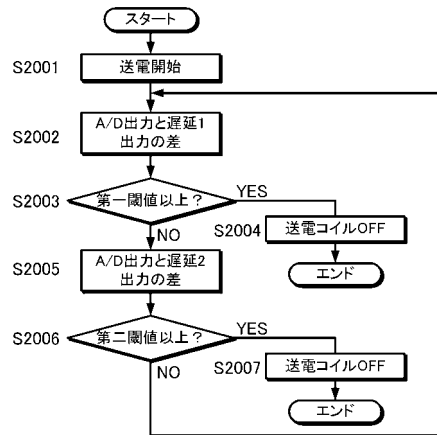 スタート
S2001
送電開始
S2002
A/D出力と遅延1
出力の差
S2003
第一閾値以上?
YES
NO
S2004
送電コイルOFF
エンド
S2005
A/D出力と遅延2
出力の差
S2006
第二閾値以上?
YES
NO
S2007
送電コイルOFF
エンド